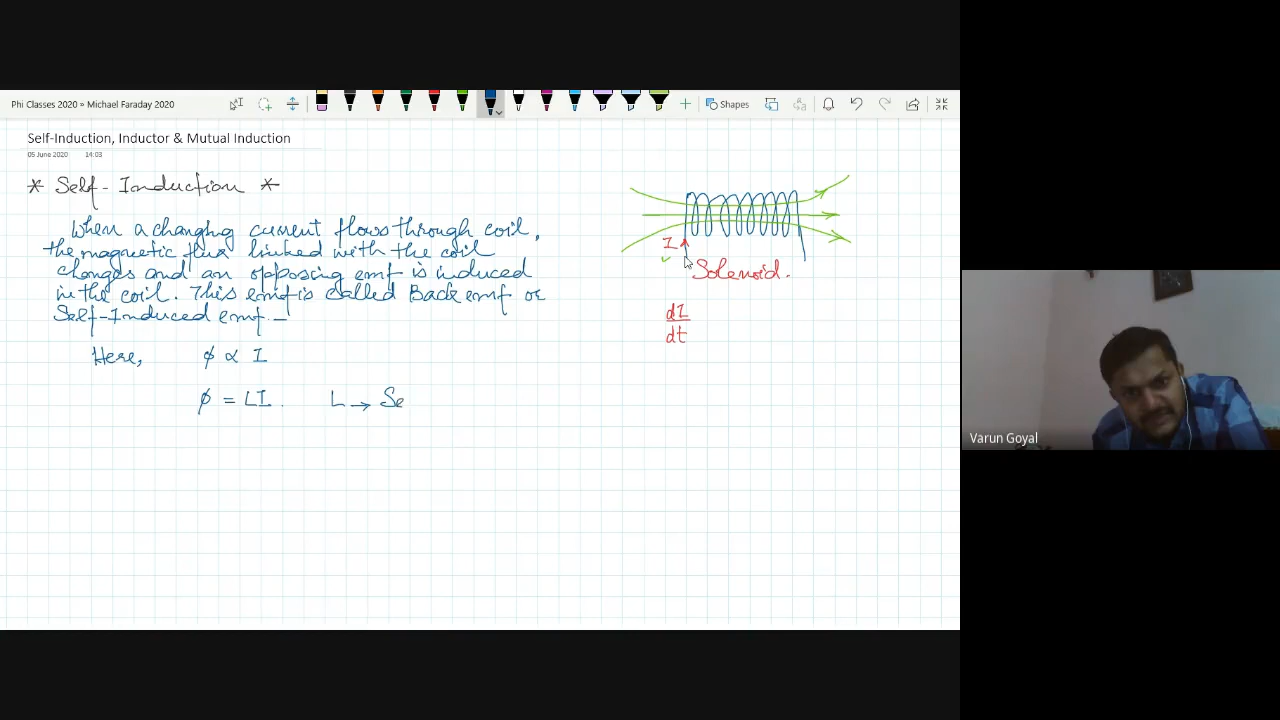 Phi Classes 2020 » Michael Faraday 2020
Shapes
Self-Induction, Inductor & Mutual Induction
05 June 2020 14:03
* Self-Induction *
When a changing current flows through coil,
the magnetic flux linked with the coil
changes and an opposing emf is induced
in the coil. This emf is called Back emf or
Self-Induced emf._
Here, ϕ ∝ I
ϕ = LI. L → Se
I
Solenoid.
dI
dt
Varun Goyal